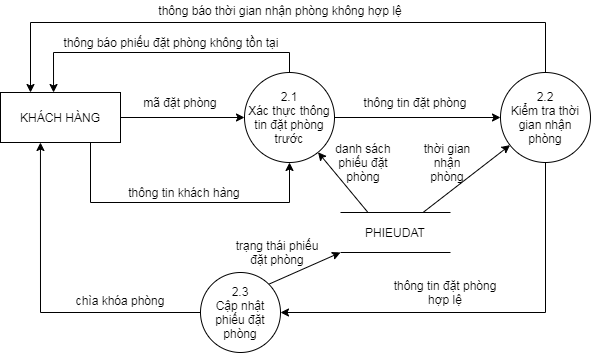 thông báo thời gian nhận phòng không hợp lệ
thông báo phiếu đặt phòng không tồn tại
KHÁCH HÀNG
mã đặt phòng
2.1
Xác thực thông
tin đặt phòng
trước
thông tin đặt phòng
2.2
Kiểm tra thời
gian nhận
phòng
danh sách
phiếu đặt
phòng
thời gian
nhận
phòng
thông tin khách hàng
PHIEUDAT
trạng thái phiếu
đặt phòng
2.3
Cập nhật
phiếu đặt
phòng
chìa khóa phòng
thông tin đặt phòng
hợp lệ